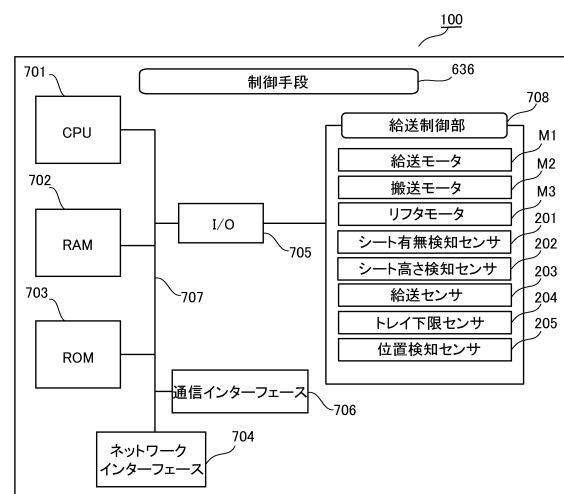 100
制御手段
636
701
CPU
702
RAM
703
ROM
I/O
705
707
708
給送制御部
給送モータ
M1
搬送モータ
M2
リフタモータ
M3
シート有無検知センサ
201
シート高さ検知センサ
202
給送センサ
203
トレイ下限センサ
204
位置検知センサ
205
通信インターフェース
706
ネットワーク
インターフェース
704